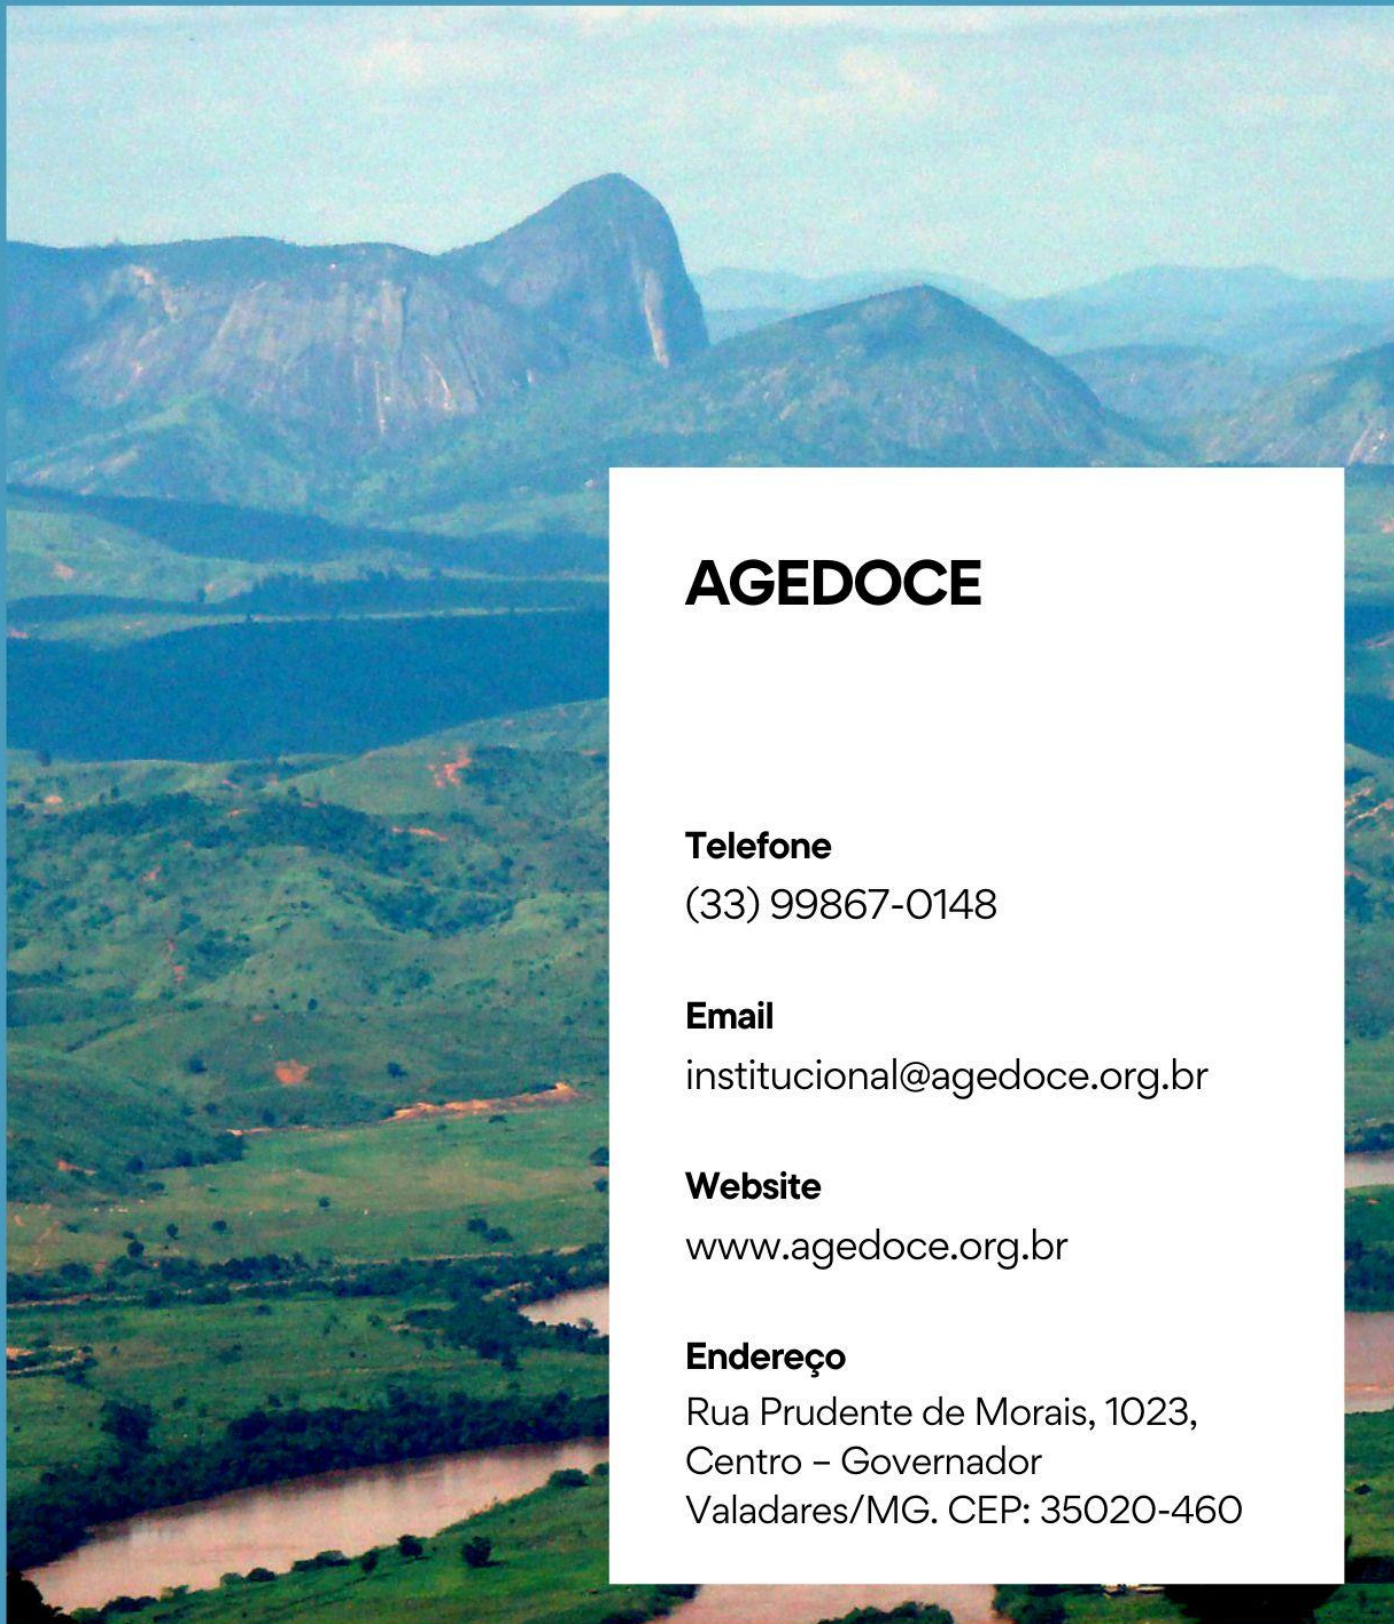 AGEDOCE
Telefone
(33) 99867-0148
Email
institucional@agedoce.org.br
Website
www.agedoce.org.br
Endereço
Rua Prudente de Morais, 1023,
Centro – Governador
Valadares/MG. CEP: 35020-460